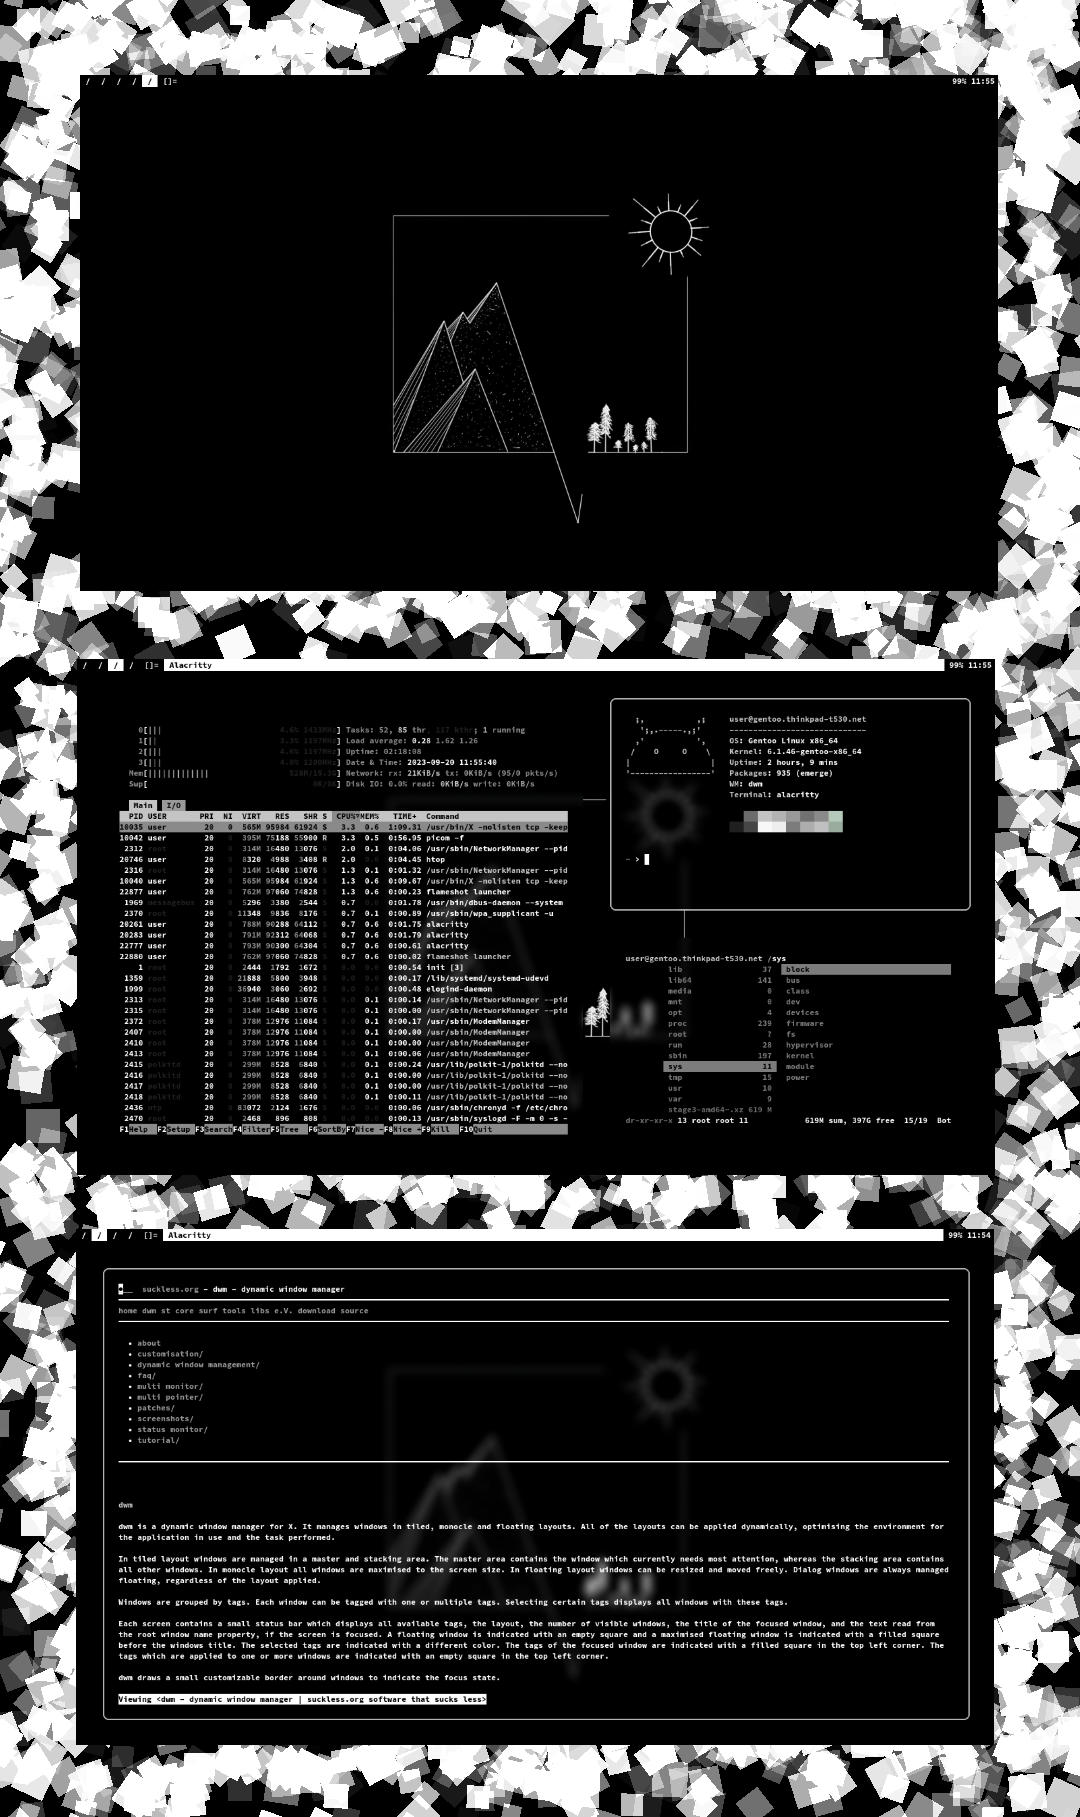 / / / / / []= 99% 11:55
/ / / / []= Alacritty 99% 11:55
0[||| 4.6% 1433MHz] Tasks: 52, 85 thr, 117 kthr; 1 running
1[|| 3.3% 1197MHz] Load average: 0.28 1.62 1.26
2[||| 4.6% 1197MHz] Uptime: 02:18:08
3[||| 4.0% 1200MHz] Date & Time: 2023-09-20 11:55:40
Mem[||||||||||||| 528M/15.3G] Network: rx: 21KiB/s tx: 0KiB/s (95/0 pkts/s)
Swp[ 0K/0K] Disk IO: 0.0% read: 0KiB/s write: 0KiB/s
Main I/O
PID USER PRI NI VIRT RES SHR S CPU%▽MEM% TIME+ Command
10035 user 20 0 565M 95984 61924 S 3.3 0.6 1:09.31 /usr/bin/X -nolisten tcp -keep
10042 user 20 0 395M 75188 55900 R 3.3 0.5 0:56.95 picom -f
2312 root 20 0 314M 16480 13076 S 2.0 0.1 0:04.06 /usr/sbin/NetworkManager --pid
20746 user 20 0 8320 4988 3408 R 2.0 0.0 0:04.45 htop
2316 root 20 0 314M 16480 13076 S 1.3 0.1 0:01.32 /usr/sbin/NetworkManager --pid
10040 user 20 0 565M 95984 61924 S 1.3 0.6 0:09.67 /usr/bin/X -nolisten tcp -keep
22877 user 20 0 762M 97060 74828 S 1.3 0.6 0:00.23 flameshot launcher
1969 messagebus 20 0 5296 3380 2544 S 0.7 0.0 0:01.78 /usr/bin/dbus-daemon --system
2370 root 20 0 11348 9836 8176 S 0.7 0.1 0:00.89 /usr/sbin/wpa_supplicant -u
20261 user 20 0 788M 90288 64112 S 0.7 0.6 0:01.75 alacritty
20283 user 20 0 791M 92312 64068 S 0.7 0.6 0:01.79 alacritty
22777 user 20 0 793M 90300 64304 S 0.7 0.6 0:00.61 alacritty
22880 user 20 0 762M 97060 74828 S 0.7 0.6 0:00.02 flameshot launcher
1 root 20 0 2444 1792 1672 S 0.0 0.0 0:00.54 init [3]
1359 root 20 0 21888 5800 3948 S 0.0 0.0 0:00.17 /lib/systemd/systemd-udevd
1999 root 20 0 36940 3060 2692 S 0.0 0.0 0:00.48 elogind-daemon
2313 root 20 0 314M 16480 13076 S 0.0 0.1 0:00.14 /usr/sbin/NetworkManager --pid
2315 root 20 0 314M 16480 13076 S 0.0 0.1 0:00.00 /usr/sbin/NetworkManager --pid
2372 root 20 0 378M 12976 11084 S 0.0 0.1 0:00.17 /usr/sbin/ModemManager
2407 root 20 0 378M 12976 11084 S 0.0 0.1 0:00.00 /usr/sbin/ModemManager
2410 root 20 0 378M 12976 11084 S 0.0 0.1 0:00.00 /usr/sbin/ModemManager
2413 root 20 0 378M 12976 11084 S 0.0 0.1 0:00.06 /usr/sbin/ModemManager
2415 polkitd 20 0 299M 8528 6840 S 0.0 0.1 0:00.24 /usr/lib/polkit-1/polkitd --no
2416 polkitd 20 0 299M 8528 6840 S 0.0 0.1 0:00.00 /usr/lib/polkit-1/polkitd --no
2417 polkitd 20 0 299M 8528 6840 S 0.0 0.1 0:00.00 /usr/lib/polkit-1/polkitd --no
2418 polkitd 20 0 299M 8528 6840 S 0.0 0.1 0:00.11 /usr/lib/polkit-1/polkitd --no
2436 ntp 20 0 83072 2124 1676 S 0.0 0.0 0:00.06 /usr/sbin/chronyd -f /etc/chro
2470 root 20 0 2468 896 808 S 0.0 0.0 0:00.03 /usr/sbin/syslogd -F -m 0 -s -
F1Help F2Setup F3SearchF4FilterF5Tree F6SortByF7Nice -F8Nice +F9Kill F10Quit
user@gentoo.thinkpad-t530.net
-----------------------------
OS: Gentoo Linux x86_64
Kernel: 6.1.46-gentoo-x86_64
Uptime: 2 hours, 9 mins
Packages: 935 (emerge)
WM: dwm
Terminal: alacritty
~ >
user@gentoo.thinkpad-t530.net /sys
lib 37 block
lib64 141 bus
media 0 class
mnt 0 dev
opt 4 devices
proc 239 firmware
root 7 fs
run 28 hypervisor
sbin 197 kernel
sys 11 module
tmp 15 power
usr 10
var 9
stage3-amd64-.xz 619 M
dr-xr-xr-x 13 root root 11 619M sum, 397G free 15/19 Bot
/ / / / []= Alacritty 99% 11:54
suckless.org - dwm - dynamic window manager
home dwm st core surf tools libs e.V. download source
• about
• customisation/
• dynamic window management/
• faq/
• multi monitor/
• multi pointer/
• patches/
• screenshots/
• status monitor/
• tutorial/
dwm
dwm is a dynamic window manager for X. It manages windows in tiled, monocle and floating layouts. All of the layouts can be applied dynamically, optimising the environment for
the application in use and the task performed.
In tiled layout windows are managed in a master and stacking area. The master area contains the window which currently needs most attention, whereas the stacking area contains
all other windows. In monocle layout all windows are maximised to the screen size. In floating layout windows can be resized and moved freely. Dialog windows are always managed
floating, regardless of the layout applied.
Windows are grouped by tags. Each window can be tagged with one or multiple tags. Selecting certain tags displays all windows with these tags.
Each screen contains a small status bar which displays all available tags, the layout, the number of visible windows, the title of the focused window, and the text read from
the root window name property, if the screen is focused. A floating window is indicated with an empty square and a maximised floating window is indicated with a filled square
before the windows title. The selected tags are indicated with a different color. The tags of the focused window are indicated with a filled square in the top left corner. The
tags which are applied to one or more windows are indicated with an empty square in the top left corner.
dwm draws a small customizable border around windows to indicate the focus state.
Viewing <dwm - dynamic window manager | suckless.org software that sucks less>